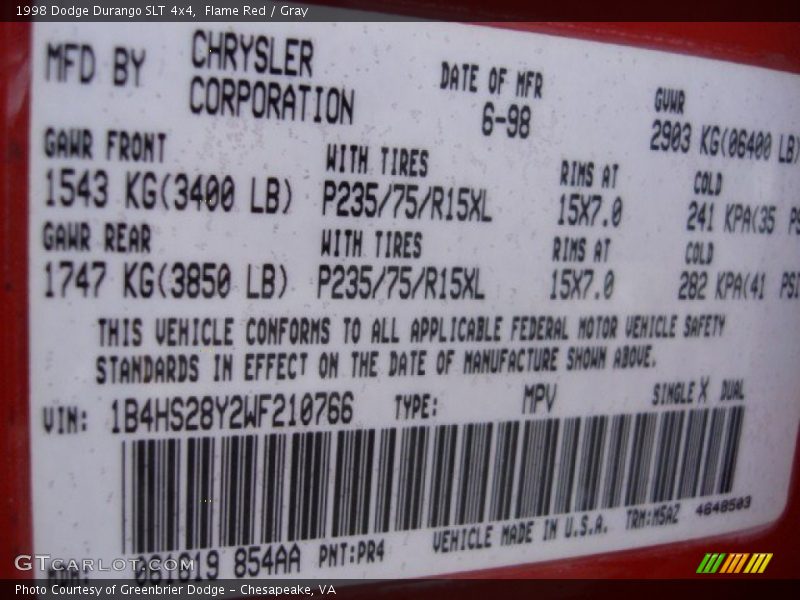 1998 Dodge Durango SLT 4x4, Flame Red / Gray
MFD BY CHRYSLER CORPORATION DATE OF MFR 6-98 GVWR 2903 KG(06400 LB)
GAWR FRONT WITH TIRES RIMS AT COLD
1543 KG(3400 LB) P235/75/R15XL 15X7.0 241 KPA(35 PS
GAWR REAR WITH TIRES RIMS AT COLD
1747 KG(3850 LB) P235/75/R15XL 15X7.0 282 KPA(41 PSI
THIS VEHICLE CONFORMS TO ALL APPLICABLE FEDERAL MOTOR VEHICLE SAFETY
STANDARDS IN EFFECT ON THE DATE OF MANUFACTURE SHOWN ABOVE.
VIN: 1B4HS28Y2WF210766 TYPE: MPV SINGLE X DUAL
061819 854AA PNT:PR4 VEHICLE MADE IN U.S.A. TRM:M5AZ 4648503
GTcarlot.com
Photo Courtesy of Greenbrier Dodge – Chesapeake, VA